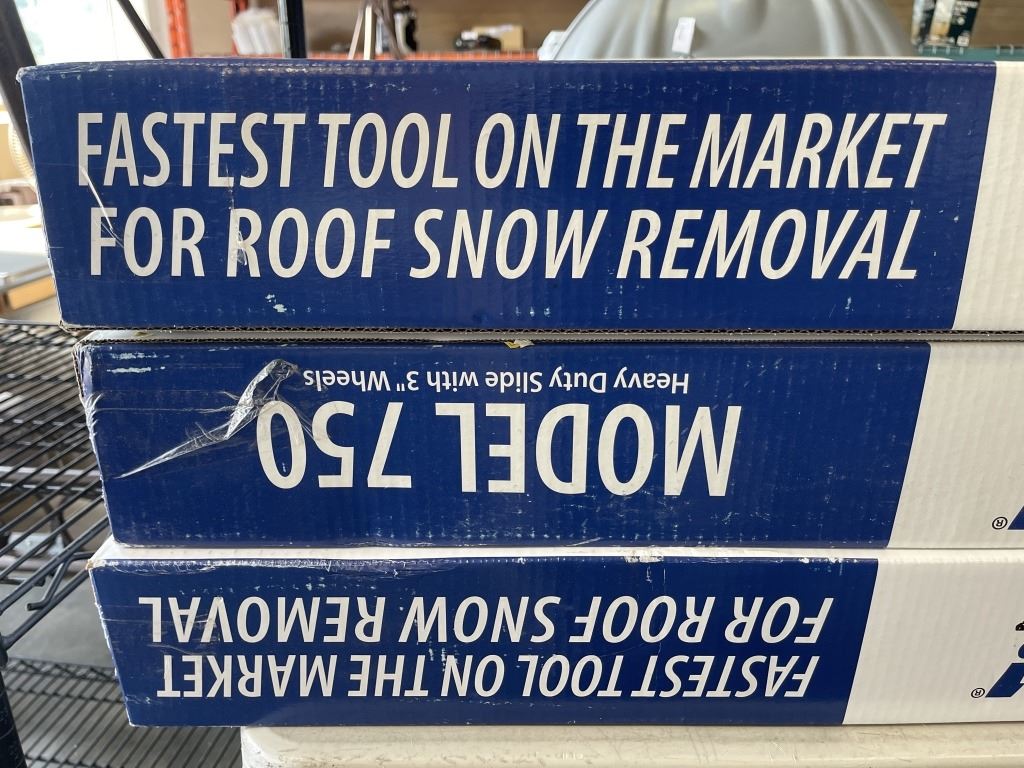 FASTEST TOOL ON THE MARKET
FOR ROOF SNOW REMOVAL
MODEL 750
Heavy Duty Slide with 3" Wheels
®
FASTEST TOOL ON THE MARKET
FOR ROOF SNOW REMOVAL
®